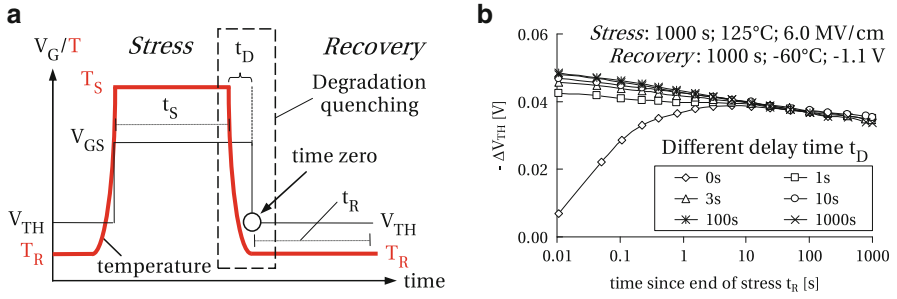 a
V_G/T
Stress
t_D
Recovery
T_S
Degradation
quenching
t_S
V_GS
time zero
t_R
V_TH
V_TH
T_R
T_R
temperature
time
b
Stress: 1000 s; 125°C; 6.0 MV/cm
Recovery: 1000 s; -60°C; -1.1 V
- ΔV_TH [V]
0.06
0.04
0.02
0.00
Different delay time t_D
0s
1s
3s
10s
100s
1000s
0.01
0.1
1
10
100
1000
time since end of stress t_R [s]